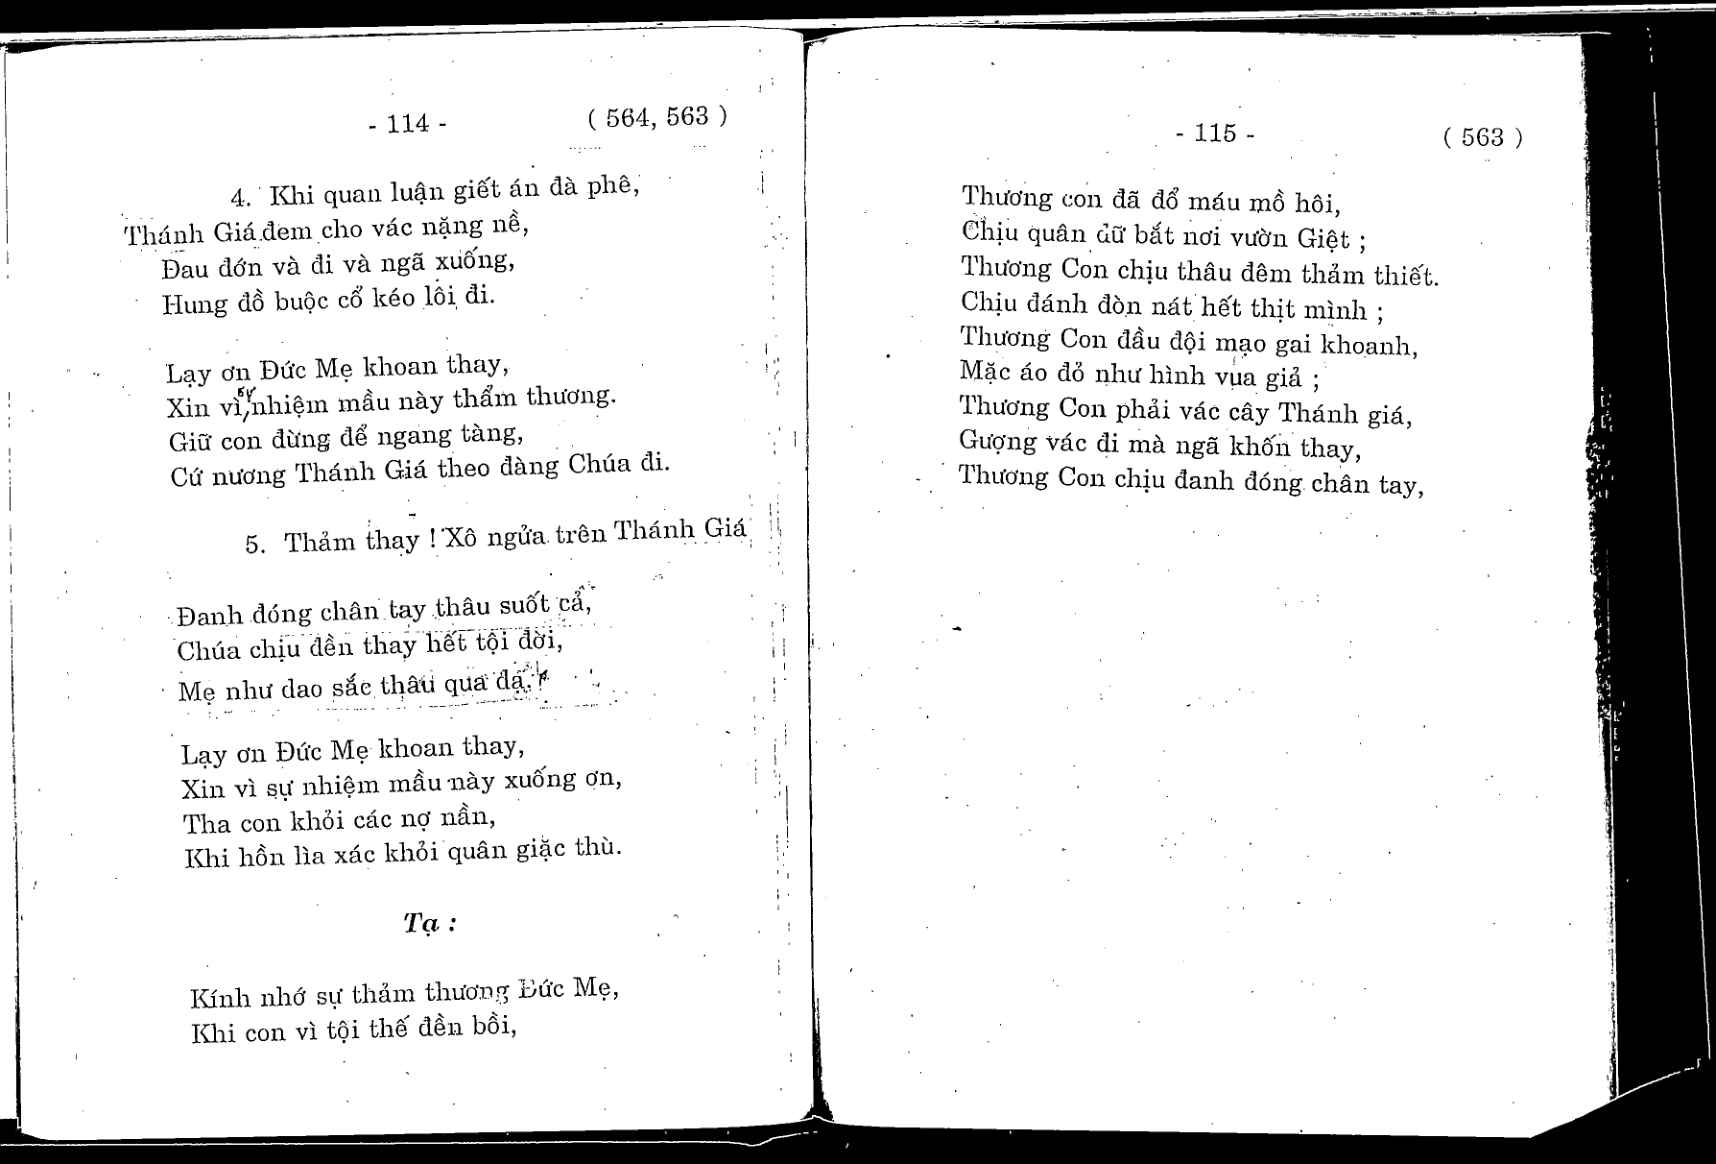 - 114 - ( 564, 563 )
4. Khi quan luận giết án đà phê,
Thánh Giá đem cho vác nặng nề,
Đau đớn và đi và ngã xuống,
Hung đồ buộc cổ kéo lôi đi.
Lạy ơn Đức Mẹ khoan thay,
Xin vì sự nhiệm mầu này thẩm thương.
Giữ con đừng để ngang tàng,
Cứ nương Thánh Giá theo đàng Chúa đi.
5. Thảm thay ! Xô ngửa trên Thánh Giá
Đanh đóng chân tay thâu suốt cả,
Chúa chịu đền thay hết tội đời,
Mẹ như dao sắc thâu qua dạ.
Lạy ơn Đức Mẹ khoan thay,
Xin vì sự nhiệm mầu này xuống ơn,
Tha con khỏi các nợ nần,
Khi hồn lìa xác khỏi quân giặc thù.
Tạ :
Kính nhớ sự thảm thương Đức Mẹ,
Khi con vì tội thế đền bồi,
- 115 - ( 563 )
Thương con đã đổ máu mồ hôi,
Chịu quân dữ bắt nơi vườn Giệt ;
Thương Con chịu thâu đêm thảm thiết.
Chịu đánh đòn nát hết thịt mình ;
Thương Con đầu đội mạo gai khoanh,
Mặc áo đỏ như hình vua giả ;
Thương Con phải vác cây Thánh giá,
Gượng vác đi mà ngã khốn thay,
Thương Con chịu đanh đóng chân tay,